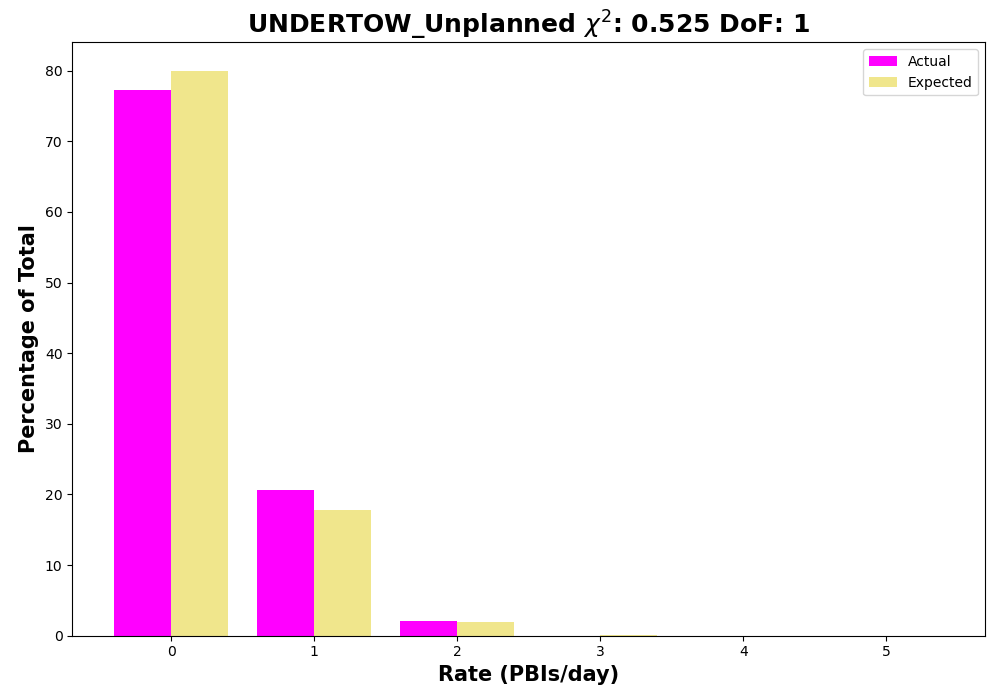 UNDERTOW_Unplanned χ²: 0.525 DoF: 1
Actual
Expected
Percentage of Total
80
70
60
50
40
30
20
10
0
0 1 2 3 4 5
Rate (PBIs/day)